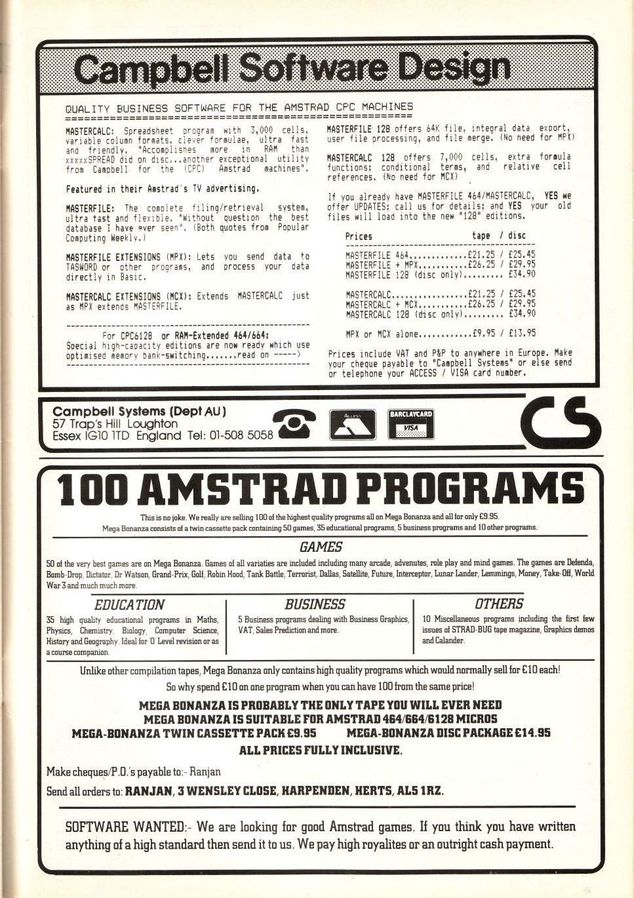 Campbell Software Design
QUALITY BUSINESS SOFTWARE FOR THE AMSTRAD CPC MACHINES
MASTERCALC: Spreadsheet program with 3,000 cells,
variable column formats, clever formulae, ultra fast
and friendly. "Accomplishes more in RAM than
xxxxxSPREAD did on disc...another exceptional utility
from Campbell for the (CPC) Amstrad machines".
Featured in their Amstrad's TV advertising.
MASTERFILE: The complete filing/retrieval system,
ultra fast and flexible. "Without question the best
database I have ever seen". (Both quotes from Popular
Computing Weekly.)
MASTERFILE EXTENSIONS (MPX): Lets you send data to
TASWORD or other programs, and process your data
directly in Basic.
MASTERCALC EXTENSIONS (MCX): Extends MASTERCALC just
as MPX extends MASTERFILE.
For CPC6128 or RAM-Extended 464/664:
Special high-capacity editions are now ready which use
optimised memory bank-switching.......read on -----)
MASTERFILE 128 offers 64K file, integral data export,
user file processing, and file merge. (No need for MPX)
MASTERCALC 128 offers 7,000 cells, extra formula
functions; conditional terms, and relative cell
references. (No need for MCX)
If you already have MASTERFILE 464/MASTERCALC, YES we
offer UPDATES: call us for details; and YES your old
files will load into the new "128" editions.
Prices tape / disc
MASTERFILE 464............£21.25 / £25.45
MASTERFILE + MPX..........£26.25 / £29.95
MASTERFILE 128 (disc only)......... £34.90
MASTERCALC................£21.25 / £25.45
MASTERCALC + MCX..........£26.25 / £29.95
MASTERCALC 128 (disc only)......... £34.90
MPX or MCX alone...........£9.95 / £13.95
Prices include VAT and P&P to anywhere in Europe. Make
your cheque payable to "Campbell Systems" or else send
or telephone your ACCESS / VISA card number.
Campbell Systems (Dept AU)
57 Trap's Hill Loughton
Essex IG10 1TD England Tel: 01-508 5058
Access
BARCLAYCARD
VISA
CS
100 AMSTRAD PROGRAMS
This is no joke. We really are selling 100 of the highest quality programs all on Mega Bonanza and all for only £9.95.
Mega Bonanza consists of a twin cassette pack containing 50 games, 35 educational programs, 5 business programs and 10 other programs.
GAMES
50 of the very best games are on Mega Bonanza. Games of all variaties are included including many arcade, advenutes, role play and mind games. The games are Defenda,
Bomb-Drop, Dictator, Dr Watson, Grand-Prix, Golf, Robin Hood, Tank Battle, Terrorist, Dallas, Satellite, Future, Interceptor, Lunar Lander, Lemmings, Money, Take-Off, World
War 3 and much much more.
EDUCATION
35 high quality educational programs in Maths,
Physics, Chemistry, Biology, Computer Science,
History and Geography. Ideal for O' Level revision or as
a course companion.
BUSINESS
5 Business programs dealing with Business Graphics,
VAT, Sales Prediction and more.
OTHERS
10 Miscellaneous programs including the first few
issues of STRAD-BUG tape magazine, Graphics demos
and Calander.
Unlike other compilation tapes, Mega Bonanza only contains high quality programs which would normally sell for £10 each!
So why spend £10 on one program when you can have 100 from the same price!
MEGA BONANZA IS PROBABLY THE ONLY TAPE YOU WILL EVER NEED
MEGA BONANZA IS SUITABLE FOR AMSTRAD 464/664/6128 MICROS
MEGA-BONANZA TWIN CASSETTE PACK £9.95 MEGA-BONANZA DISC PACKAGE £14.95
ALL PRICES FULLY INCLUSIVE.
Make cheques/P.O.'s payable to:- Ranjan
Send all orders to: RANJAN, 3 WENSLEY CLOSE, HARPENDEN, HERTS, AL5 1RZ.
SOFTWARE WANTED:- We are looking for good Amstrad games. If you think you have written
anything of a high standard then send it to us. We pay high royalites or an outright cash payment.